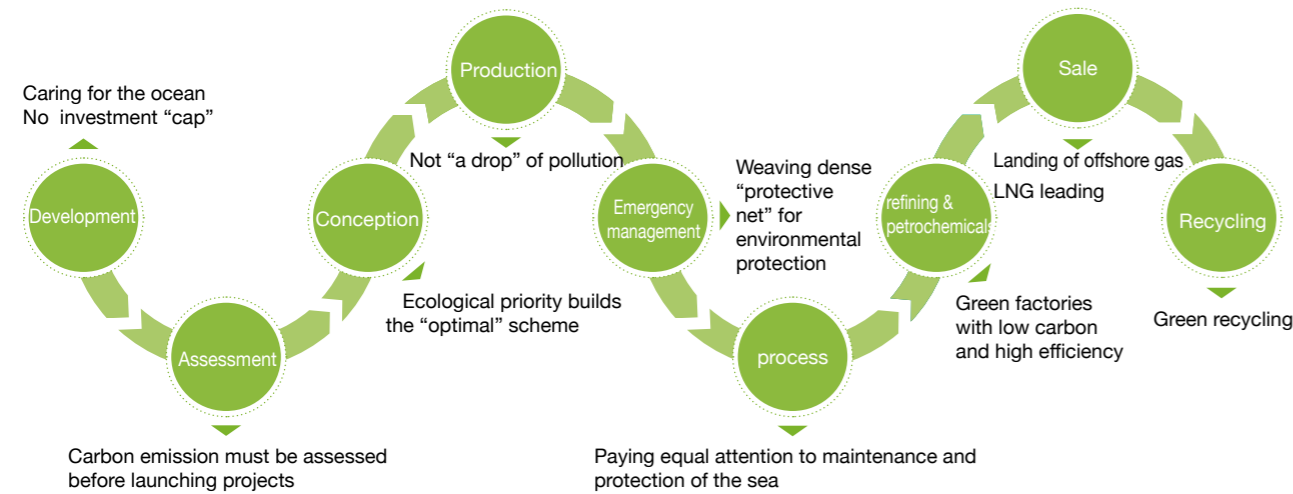 Caring for the ocean
No investment “cap”
Development
Assessment
Carbon emission must be assessed
before launching projects
Conception
Ecological priority builds
the “optimal” scheme
Production
Not “a drop” of pollution
Emergency
management
Weaving dense
“protective
net” for
environmental
protection
process
Paying equal attention to maintenance and
protection of the sea
refining &
petrochemicals
Green factories
with low carbon
and high efficiency
Sale
Landing of offshore gas
LNG leading
Recycling
Green recycling